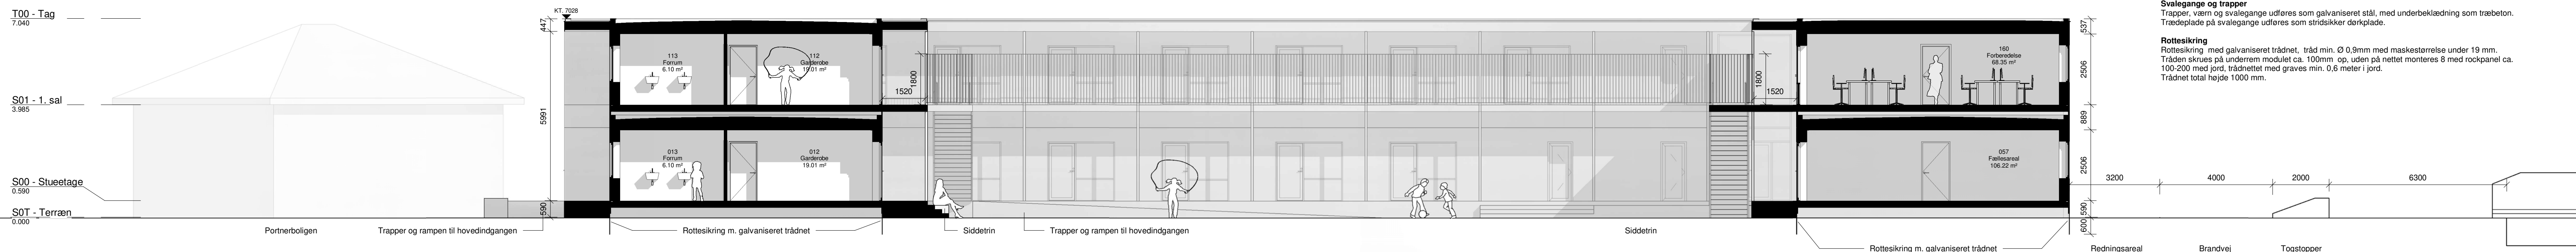 T00 - Tag
7.040
S01 - 1. sal
3.985
S00 - Stueetage
0.590
S0T - Terræn
0.000
Portnerboligen
Trapper og rampen til hovedindgangen
KT. 7028
447
5991
590
113
Forrum
6.10 m²
112
Garderobe
19.01 m²
013
Forrum
6.10 m²
012
Garderobe
19.01 m²
1800
1520
Rottesikring m. galvaniseret trådnet
Siddetrin
Trapper og rampen til hovedindgangen
Siddetrin
1800
1520
160
Forberedelse
68.35 m²
057
Fællesareal
106.22 m²
Rottesikring m. galvaniseret trådnet
537
2506
889
2506
590
600
3200
4000
2000
6300
Redningsareal
Brandvej
Togstopper
Svalegange og trapper
Trapper, værn og svalegange udføres som galvaniseret stål, med underbeklædning som træbeton.
Trædeplade på svalegange udføres som stridsikker dørkplade.
Rottesikring
Rottesikring med galvaniseret trådnet, tråd min. Ø 0,9mm med maskestørrelse under 19 mm.
Tråden skrues på underrem modulet ca. 100mm op, uden på nettet monteres 8 med rockpanel ca.
100-200 med jord, trådnettet med graves min. 0,6 meter i jord.
Trådnet total højde 1000 mm.